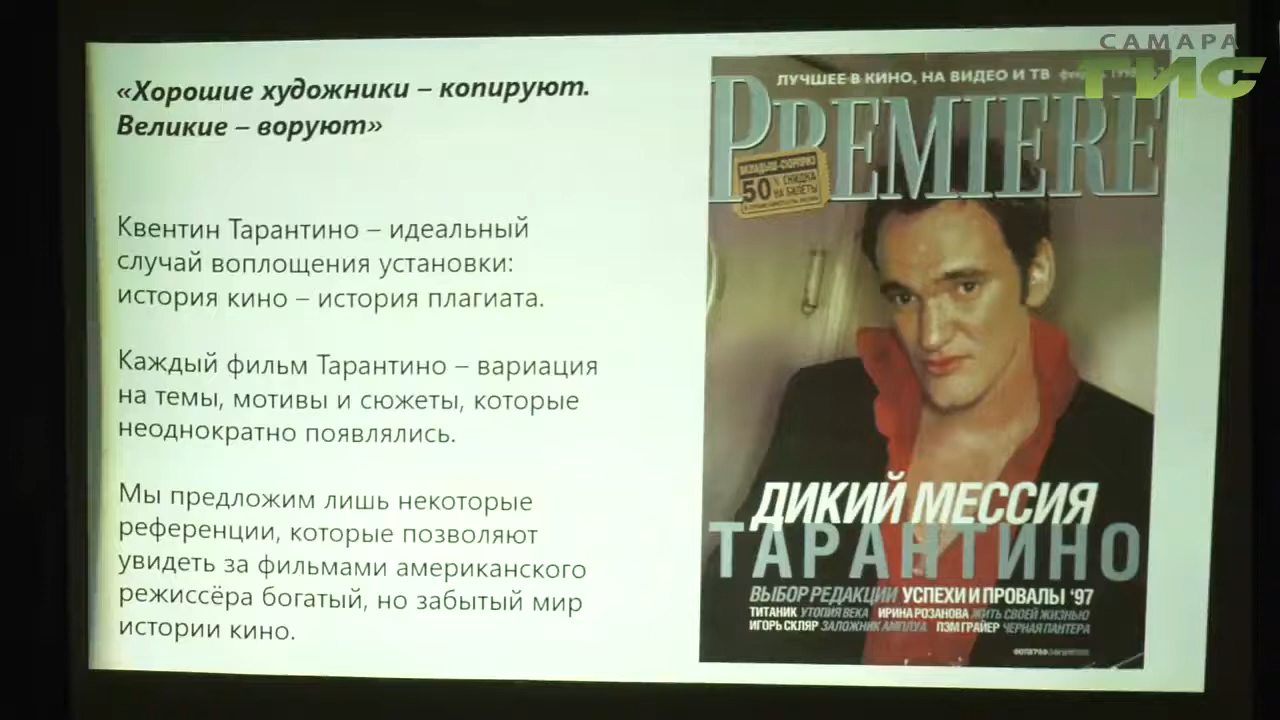 «Хорошие художники – копируют.
Великие – воруют»
Квентин Тарантино – идеальный
случай воплощения установки:
история кино – история плагиата.
Каждый фильм Тарантино – вариация
на темы, мотивы и сюжеты, которые
неоднократно появлялись.
Мы предложим лишь некоторые
референции, которые позволяют
увидеть за фильмами американского
режиссёра богатый, но забытый мир
истории кино.
САМАРА
ГИС
ЛУЧШЕЕ В КИНО, НА ВИДЕО И ТВ
PREMIERE
50% СКИДКА
НА БИЛЕТЫ
ДИКИЙ МЕССИЯ
ТАРАНТИНО
ВЫБОР РЕДАКЦИИ УСПЕХИ И ПРОВАЛЫ '97
ТИТАНИК УТОПИЯ ВЕКА ИРИНА РОЗАНОВА ЖИТЬ СВОЕЙ ЖИЗНЬЮ
ИГОРЬ СКЛЯР ЗАЛОЖНИК АМПЛУА ПЭМ ГРАЙЕР ЧЕРНАЯ ПАНТЕРА